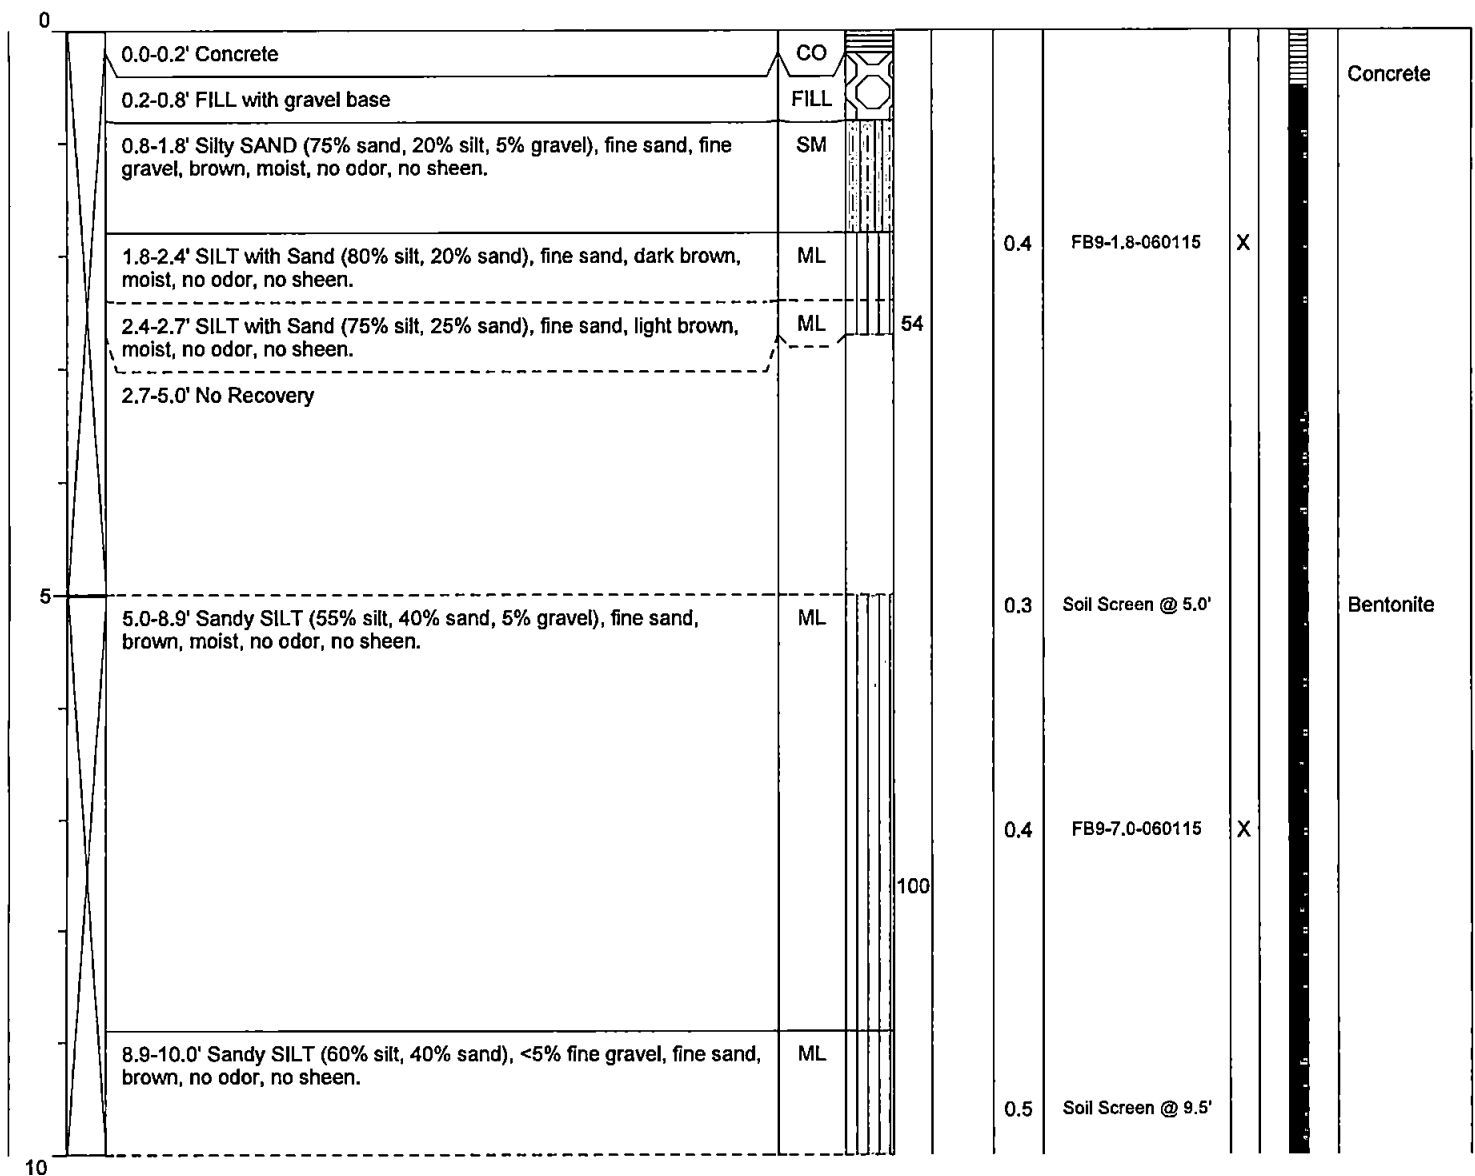 0
0.0-0.2' Concrete CO
Concrete
0.2-0.8' FILL with gravel base FILL
0.8-1.8' Silty SAND (75% sand, 20% silt, 5% gravel), fine sand, fine SM
gravel, brown, moist, no odor, no sheen.
0.4 FB9-1.8-060115 X
1.8-2.4' SILT with Sand (80% silt, 20% sand), fine sand, dark brown, ML
moist, no odor, no sheen.
2.4-2.7' SILT with Sand (75% silt, 25% sand), fine sand, light brown, ML 54
moist, no odor, no sheen.
2.7-5.0' No Recovery
5
0.3 Soil Screen @ 5.0' Bentonite
5.0-8.9' Sandy SILT (55% silt, 40% sand, 5% gravel), fine sand, ML
brown, moist, no odor, no sheen.
0.4 FB9-7.0-060115 X
100
8.9-10.0' Sandy SILT (60% silt, 40% sand), <5% fine gravel, fine sand, ML
brown, no odor, no sheen.
0.5 Soil Screen @ 9.5'
10